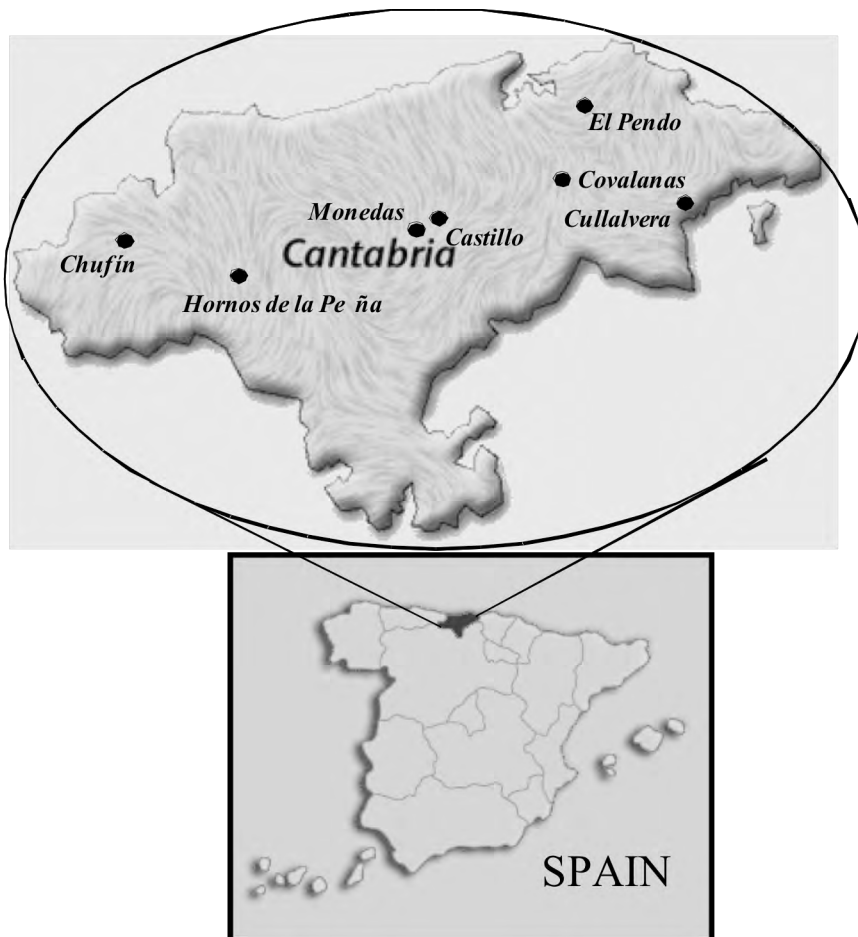 El Pendo
Covalanas
Cullalvera
Monedas
Castillo
Cantabria
Chufín
Hornos de la Pe ña
SPAIN